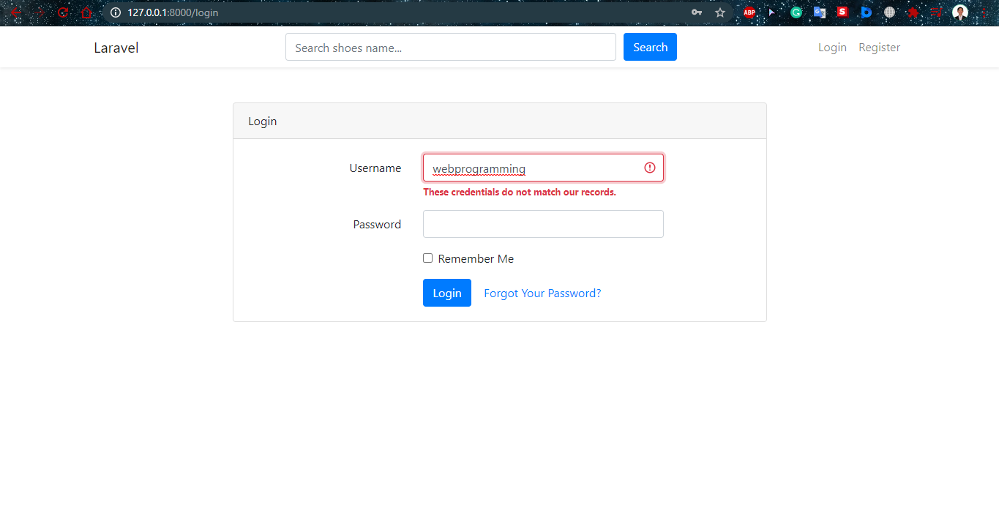 127.0.0.1:8000/login
ABP
G
S
Laravel
Search shoes name...
Search
Login
Register
Login
Username
webprogramming
These credentials do not match our records.
Password
Remember Me
Login
Forgot Your Password?